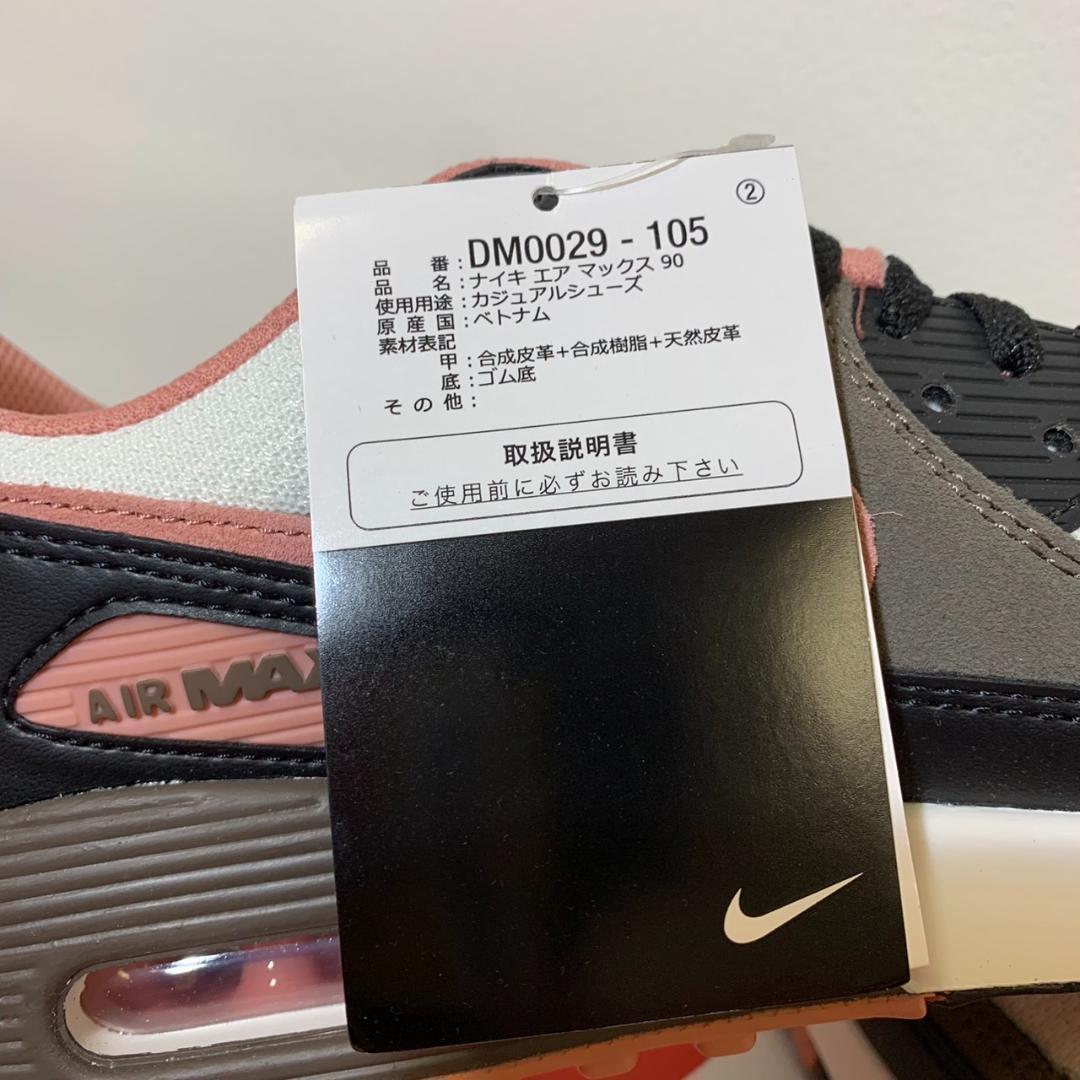 ②
品番：DM0029 - 105
品名：ナイキ エア マックス 90
使用用途：カジュアルシューズ
原産国：ベトナム
素材表記
甲：合成皮革＋合成樹脂＋天然皮革
底：ゴム底
その他：
取扱説明書
ご使用前に必ずお読み下さい
AIR MAX